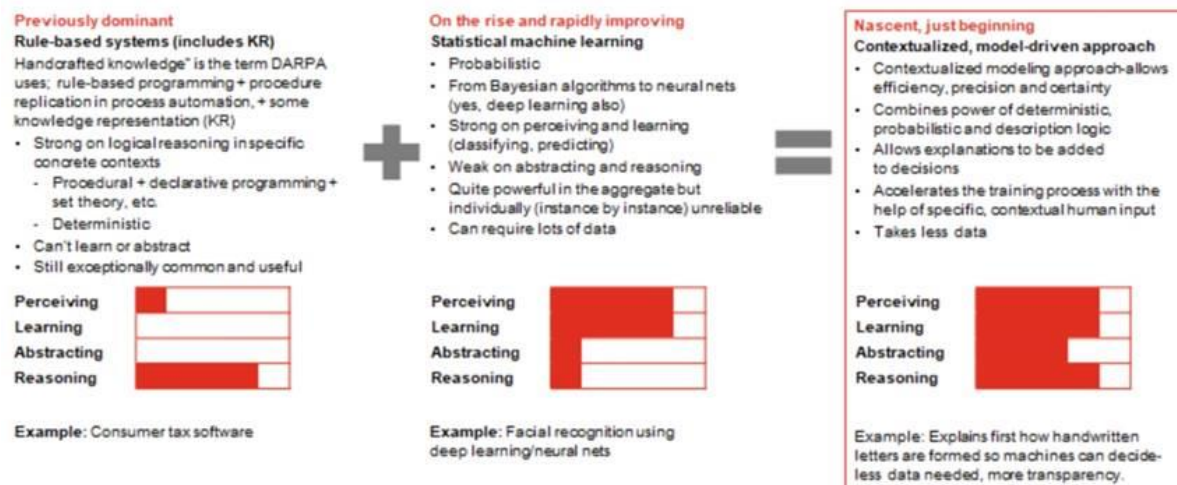 Previously dominant
Rule-based systems (includes KR)
Handcrafted knowledge" is the term DARPA
uses; rule-based programming + procedure
replication in process automation, + some
knowledge representation (KR)
• Strong on logical reasoning in specific
concrete contexts
- Procedural + declarative programming +
set theory, etc.
- Deterministic
• Can't learn or abstract
• Still exceptionally common and useful
Perceiving
Learning
Abstracting
Reasoning
Example: Consumer tax software
On the rise and rapidly improving
Statistical machine learning
• Probabilistic
• From Bayesian algorithms to neural nets
(yes, deep learning also)
• Strong on perceiving and learning
(classifying, predicting)
• Weak on abstracting and reasoning
• Quite powerful in the aggregate but
individually (instance by instance) unreliable
• Can require lots of data
Perceiving
Learning
Abstracting
Reasoning
Example: Facial recognition using
deep learning/neural nets
Nascent, just beginning
Contextualized, model-driven approach
• Contextualized modeling approach-allows
efficiency, precision and certainty
• Combines power of deterministic,
probabilistic and description logic
• Allows explanations to be added
to decisions
• Accelerates the training process with the
help of specific, contextual human input
• Takes less data
Perceiving
Learning
Abstracting
Reasoning
Example: Explains first how handwritten
letters are formed so machines can decide-
less data needed, more transparency.